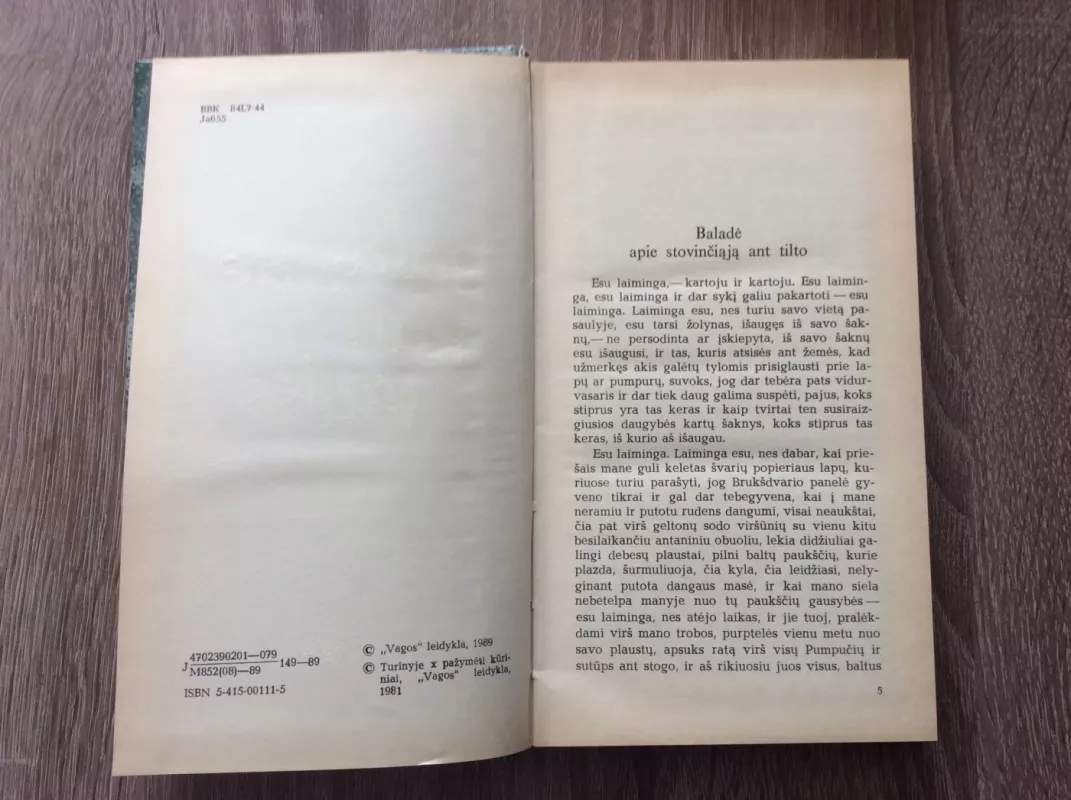 BBK 84L7-44
Ja655
4702390201—079
J
149—89
M852(08)—89
ISBN 5-415-00111-5
© „Vagos" leidykla, 1989
© Turinyje x pažymėti kūri-
niai, „Vagos" leidykla,
1981
Baladė
apie stovinčiąją ant tilto
Esu laiminga,— kartoju ir kartoju. Esu laimin-
ga, esu laiminga ir dar sykį galiu pakartoti — esu
laiminga. Laiminga esu, nes turiu savo vietą pa-
saulyje, esu tarsi žolynas, išaugęs iš savo šak-
nų,— ne persodinta ar įskiepyta, iš savo šaknų
esu išaugusi, ir tas, kuris atsisės ant žemės, kad
užmerkęs akis galėtų tylomis prisiglausti prie la-
pų ar pumpurų, suvoks, jog dar tebėra pats vidur-
vasaris ir dar tiek daug galima suspėti, pajus, koks
stiprus yra tas keras ir kaip tvirtai ten susiraiz-
giusios daugybės kartų šaknys, koks stiprus tas
keras, iš kurio aš išaugau.
Esu laiminga. Laiminga esu, nes dabar, kai prie-
šais mane guli keletas švarių popieriaus lapų, ku-
riuose turiu parašyti, jog Brukšdvario panelė gy-
veno tikrai ir gal dar tebegyvena, kai į mane
neramiu ir putotu rudens dangumi, visai neaukštai,
čia pat virš geltonų sodo viršūnių su vienu kitu
besilaikančiu antaniniu obuoliu, lekia didžiuliai ga-
lingi debesų plaustai, pilni baltų paukščių, kurie
plazda, šurmuliuoja, čia kyla, čia leidžiasi, nely-
ginant putota dangaus masė, ir kai mano siela
nebetelpa manyje nuo tų paukščių gausybės —
esu laiminga, nes atėjo laikas, ir jie tuoj, pralėk-
dami virš mano trobos, purptelės vienu metu nuo
savo plaustų, apsuks ratą virš visų Pumpučių ir
sutūps ant stogo, ir aš rikiuosiu juos visus, baltus
5